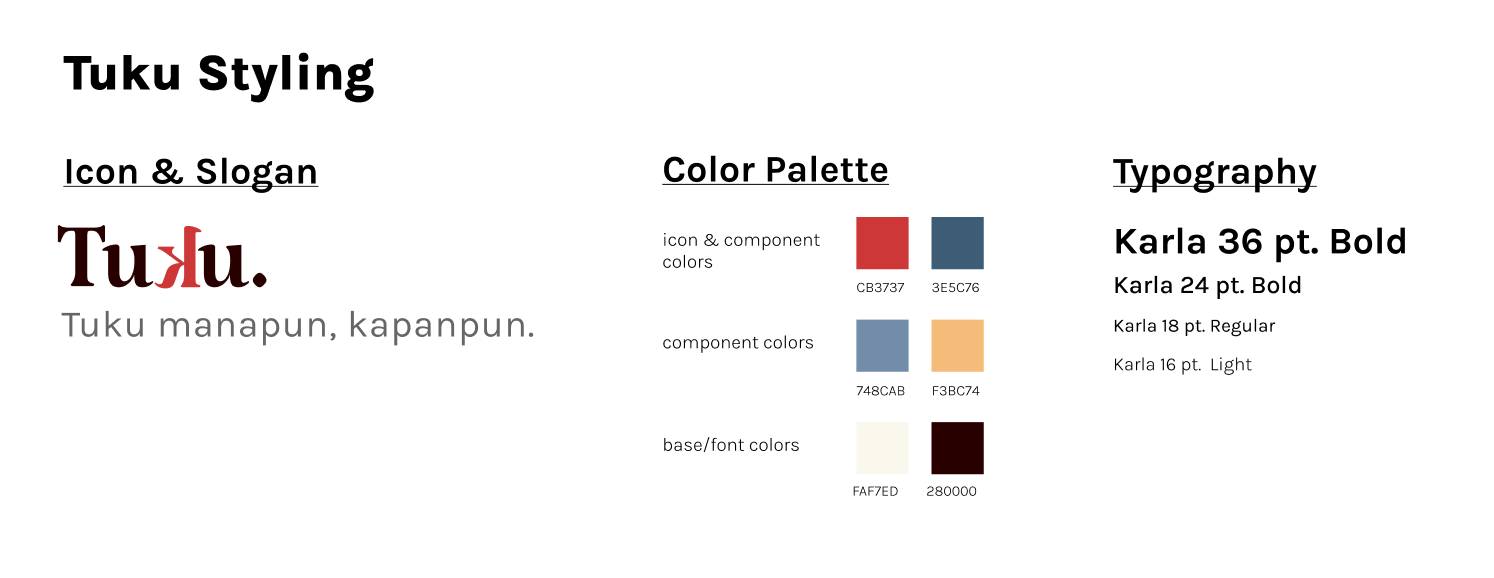 Tuku Styling
Icon & Slogan
Tuku.
Tuku manapun, kapanpun.
Color Palette
icon & component
colors
CB3737 3E5C76
component colors
748CAB F3BC74
base/font colors
FAF7ED 280000
Typography
Karla 36 pt. Bold
Karla 24 pt. Bold
Karla 18 pt. Regular
Karla 16 pt. Light